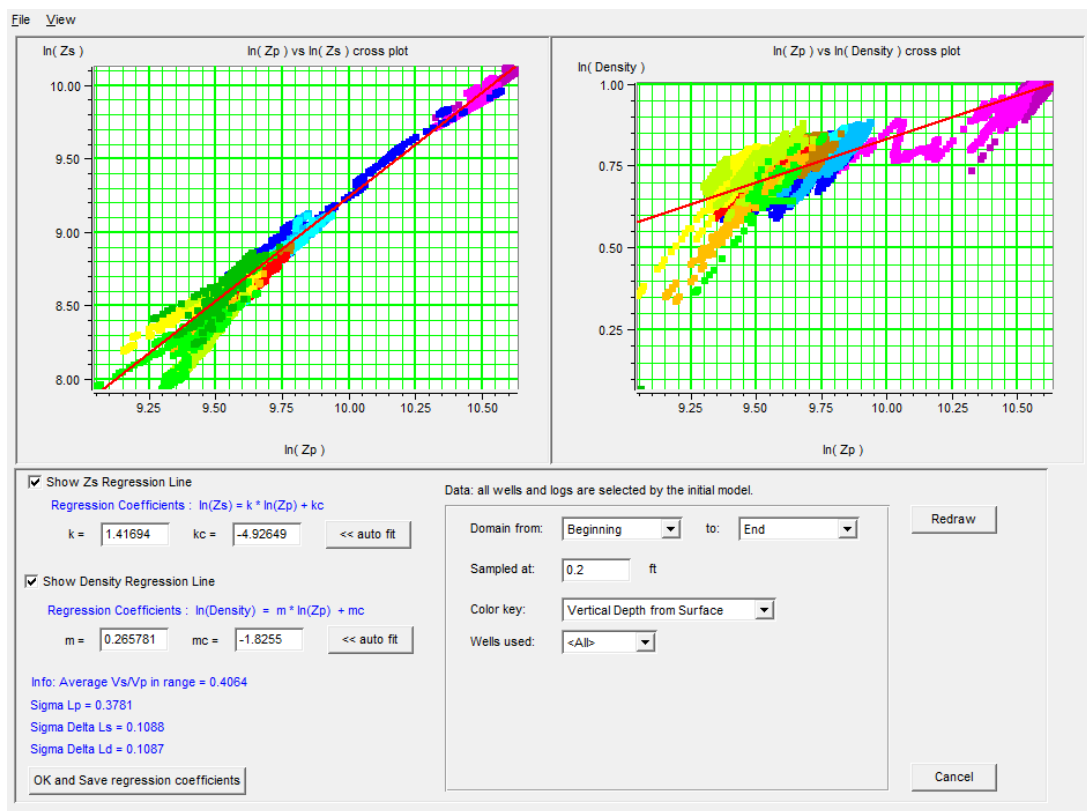 File View
ln( Zs ) ln( Zp ) vs ln( Zs ) cross plot
10.00
9.50
9.00
8.50
8.00
9.25 9.50 9.75 10.00 10.25 10.50
ln( Zp )
ln( Zp ) vs ln( Density ) cross plot
ln( Density )
1.00
0.75
0.50
0.25
9.25 9.50 9.75 10.00 10.25 10.50
ln( Zp )
Show Zs Regression Line
Regression Coefficients : ln(Zs) = k * ln(Zp) + kc
k = 1.41694 kc = -4.92649 << auto fit
Show Density Regression Line
Regression Coefficients : ln(Density) = m * ln(Zp) + mc
m = 0.265781 mc = -1.8255 << auto fit
Info: Average Vs/Vp in range = 0.4064
Sigma Lp = 0.3781
Sigma Delta Ls = 0.1088
Sigma Delta Ld = 0.1087
OK and Save regression coefficients
Data: all wells and logs are selected by the initial model.
Domain from: Beginning to: End
Sampled at: 0.2 ft
Color key: Vertical Depth from Surface
Wells used: <All>
Redraw
Cancel